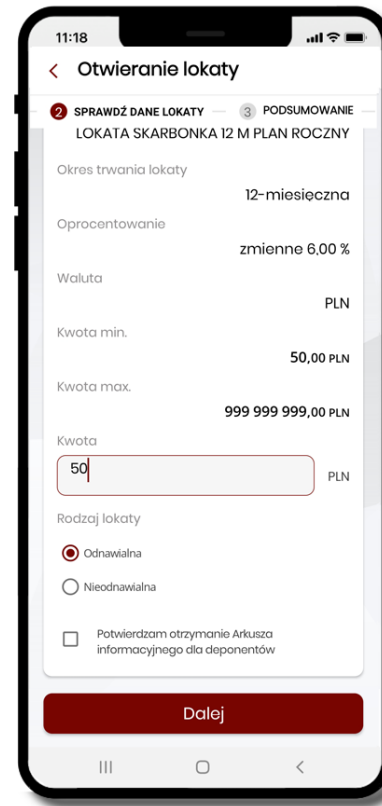 11:18
Otwieranie lokaty
2 SPRAWDŹ DANE LOKATY 3 PODSUMOWANIE
LOKATA SKARBONKA 12 M PLAN ROCZNY
Okres trwania lokaty
12-miesięczna
Oprocentowanie
zmienne 6,00 %
Waluta
PLN
Kwota min.
50,00 PLN
Kwota max.
999 999 999,00 PLN
Kwota
50 PLN
Rodzaj lokaty
Odnawialna
Nieodnawialna
Potwierdzam otrzymanie Arkusza
informacyjnego dla deponentów
Dalej